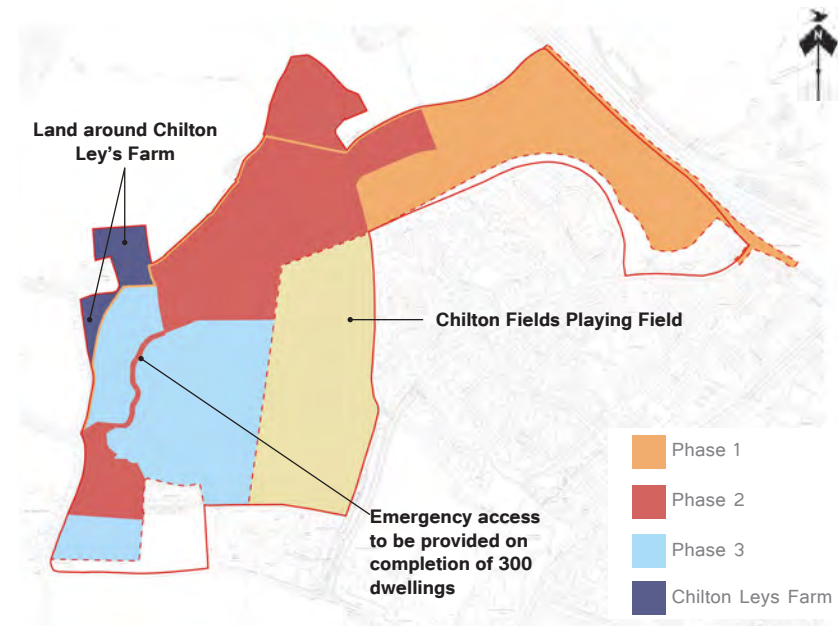 N
Land around Chilton
Ley's Farm
Chilton Fields Playing Field
Emergency access
to be provided on
completion of 300
dwellings
Phase 1
Phase 2
Phase 3
Chilton Leys Farm